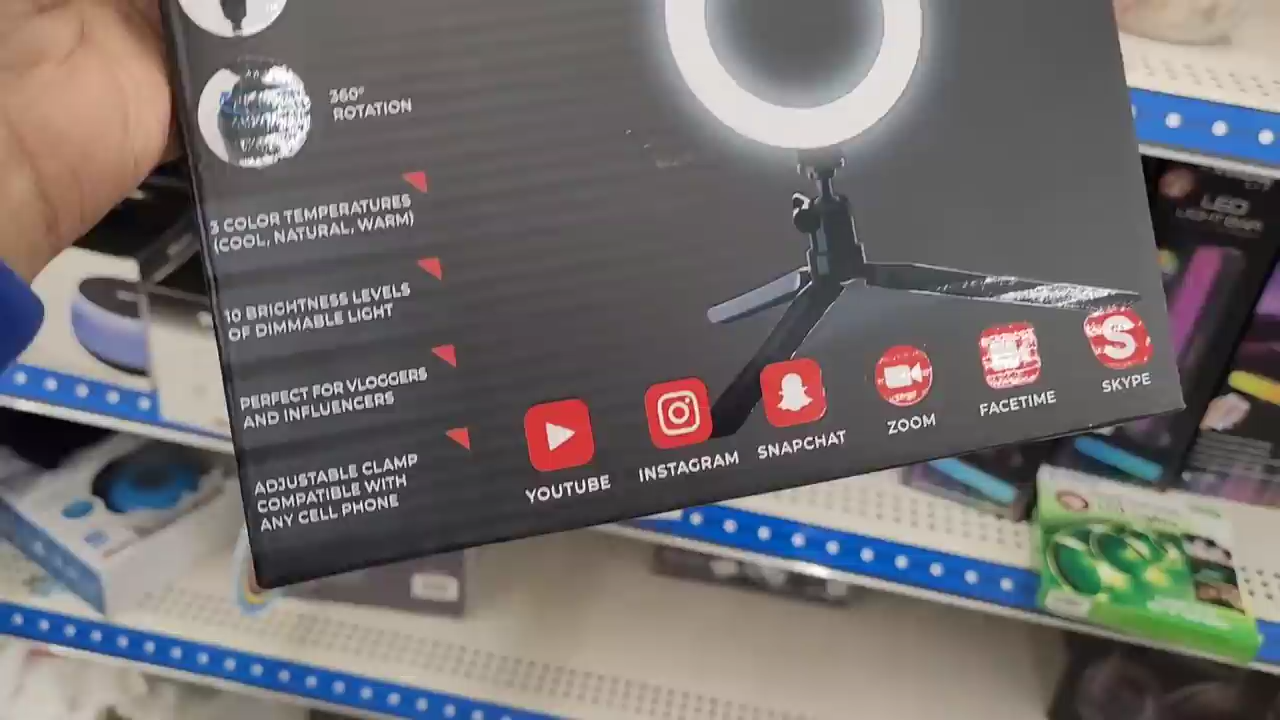 360°
ROTATION
3 COLOR TEMPERATURES
(COOL, NATURAL, WARM)
10 BRIGHTNESS LEVELS
OF DIMMABLE LIGHT
PERFECT FOR VLOGGERS
AND INFLUENCERS
ADJUSTABLE CLAMP
COMPATIBLE WITH
ANY CELL PHONE
YOUTUBE
INSTAGRAM
SNAPCHAT
ZOOM
FACETIME
S
SKYPE
LED